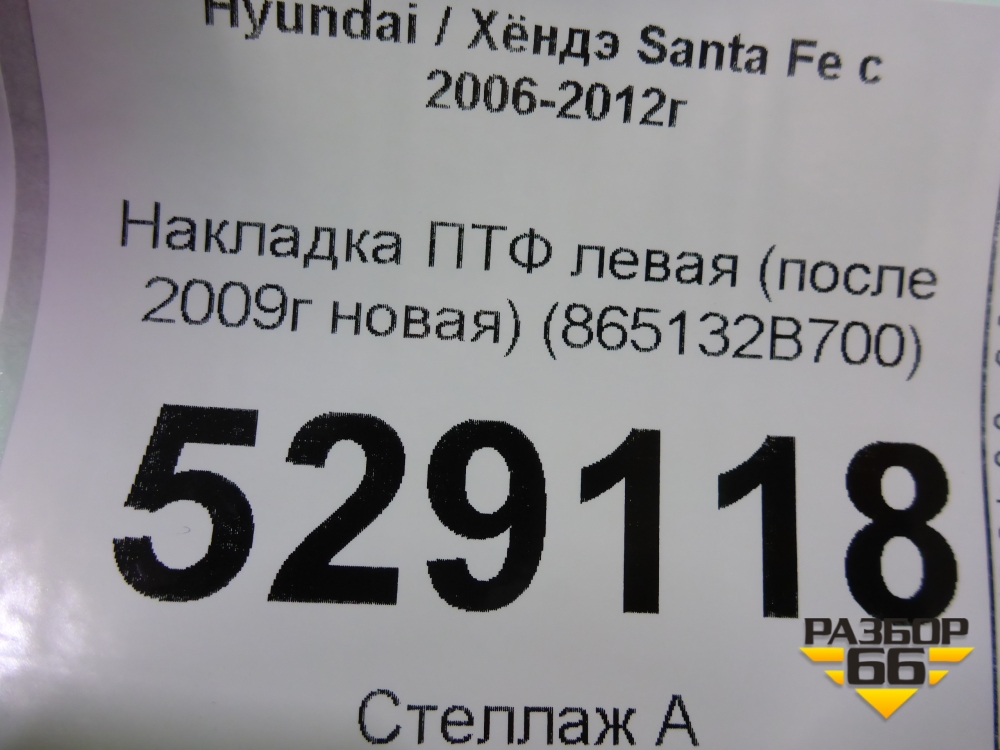 Hyundai / Хёндэ Santa Fe с
2006-2012г
Накладка ПТФ левая (после
2009г новая) (865132B700)
529118
РАЗБОР
66
Стеллаж А